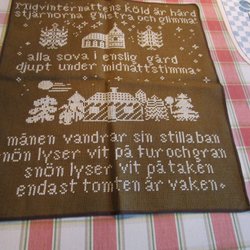 Midvinternattens köld är hård
stjärnorna gnistra och glimma
alla sova i enslig gård
djupt under midnattstimma
månen vandrar sin stilla ban
snön lyser vit på fur och gran
snön lyser vit på taken
endast tomten är vaken.